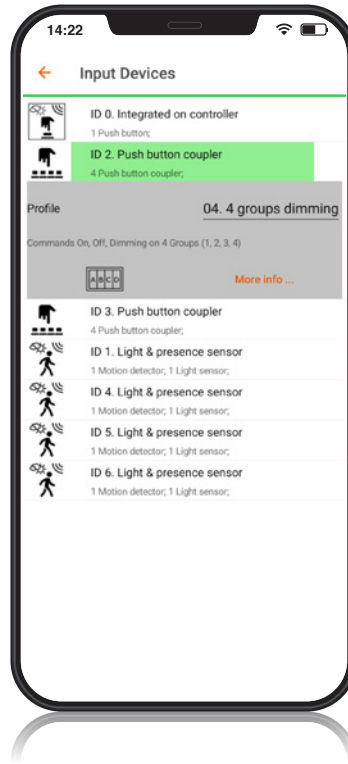 14:22
Input Devices
ID 0. Integrated on controller
1 Push button;
ID 2. Push button coupler
4 Push button coupler;
Profile 04. 4 groups dimming
Commands On, Off, Dimming on 4 Groups (1, 2, 3, 4)
A B C D More info ...
ID 3. Push button coupler
4 Push button coupler;
ID 1. Light & presence sensor
1 Motion detector; 1 Light sensor;
ID 4. Light & presence sensor
1 Motion detector; 1 Light sensor;
ID 5. Light & presence sensor
1 Motion detector; 1 Light sensor;
ID 6. Light & presence sensor
1 Motion detector; 1 Light sensor;